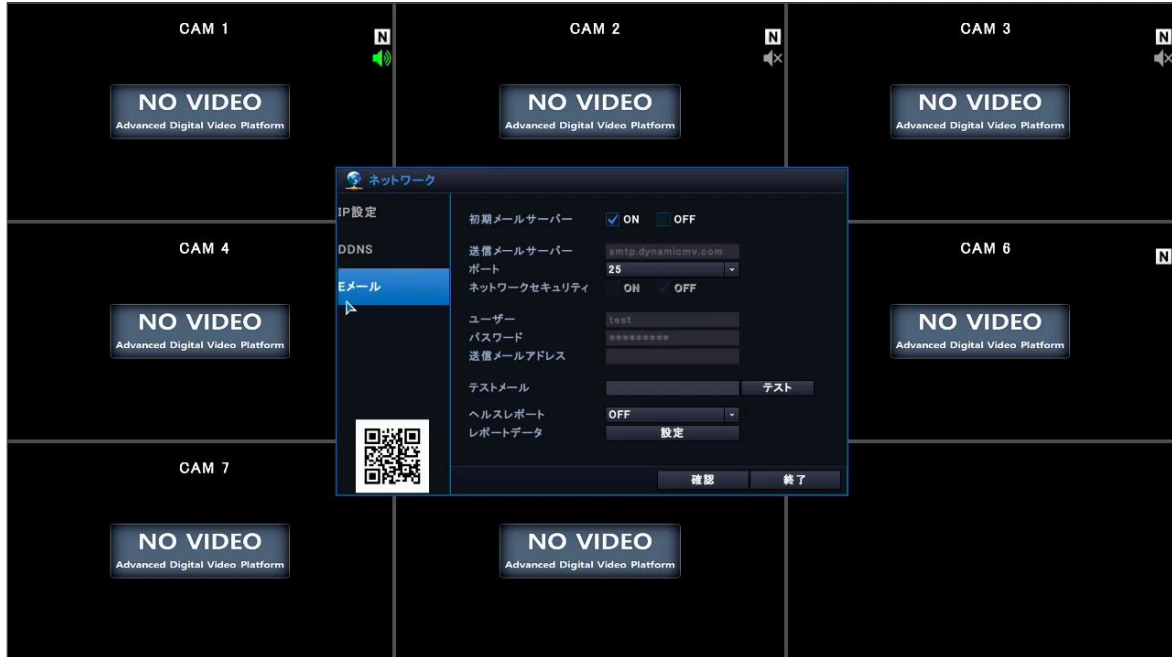 CAM 1
N
NO VIDEO
Advanced Digital Video Platform
CAM 2
N
NO VIDEO
Advanced Digital Video Platform
CAM 3
N
NO VIDEO
Advanced Digital Video Platform
CAM 4
NO VIDEO
Advanced Digital Video Platform
ネットワーク
IP設定
DDNS
Eメール
初期メールサーバー ON OFF
送信メールサーバー smtp.dynamicmv.com
ポート 25
ネットワークセキュリティ ON OFF
ユーザー test
パスワード *********
送信メールアドレス
テストメール テスト
ヘルスレポート OFF
レポートデータ 設定
確認 終了
CAM 6
N
NO VIDEO
Advanced Digital Video Platform
CAM 7
NO VIDEO
Advanced Digital Video Platform
NO VIDEO
Advanced Digital Video Platform